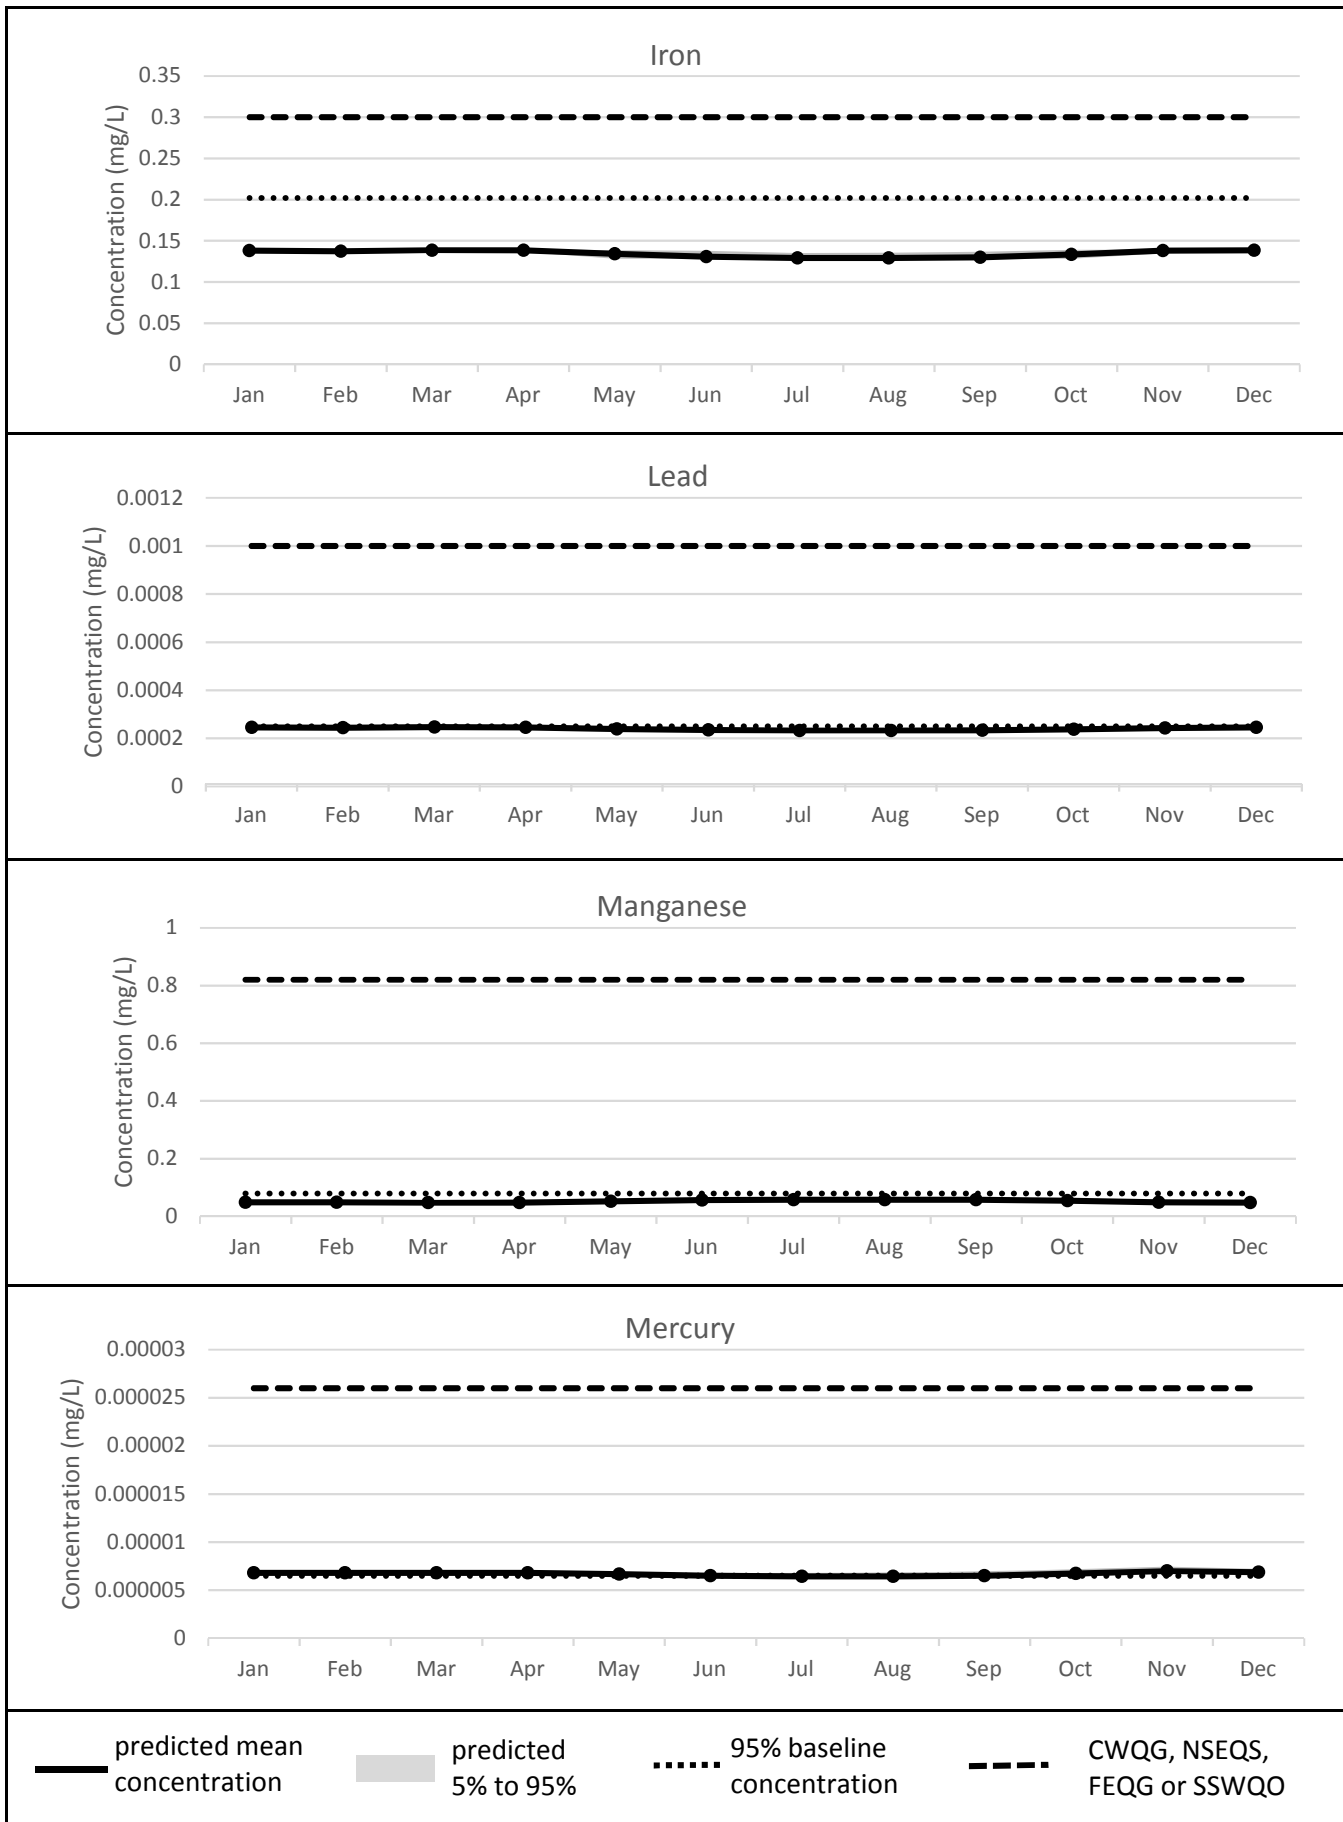 Iron
Concentration (mg/L)
0.35
0.3
0.25
0.2
0.15
0.1
0.05
0
Jan Feb Mar Apr May Jun Jul Aug Sep Oct Nov Dec
Lead
Concentration (mg/L)
0.0012
0.001
0.0008
0.0006
0.0004
0.0002
0
Jan Feb Mar Apr May Jun Jul Aug Sep Oct Nov Dec
Manganese
Concentration (mg/L)
1
0.8
0.6
0.4
0.2
0
Jan Feb Mar Apr May Jun Jul Aug Sep Oct Nov Dec
Mercury
Concentration (mg/L)
0.00003
0.000025
0.00002
0.000015
0.00001
0.000005
0
Jan Feb Mar Apr May Jun Jul Aug Sep Oct Nov Dec
predicted mean
concentration
predicted
5% to 95%
95% baseline
concentration
CWQG, NSEQS,
FEQG or SSWQO